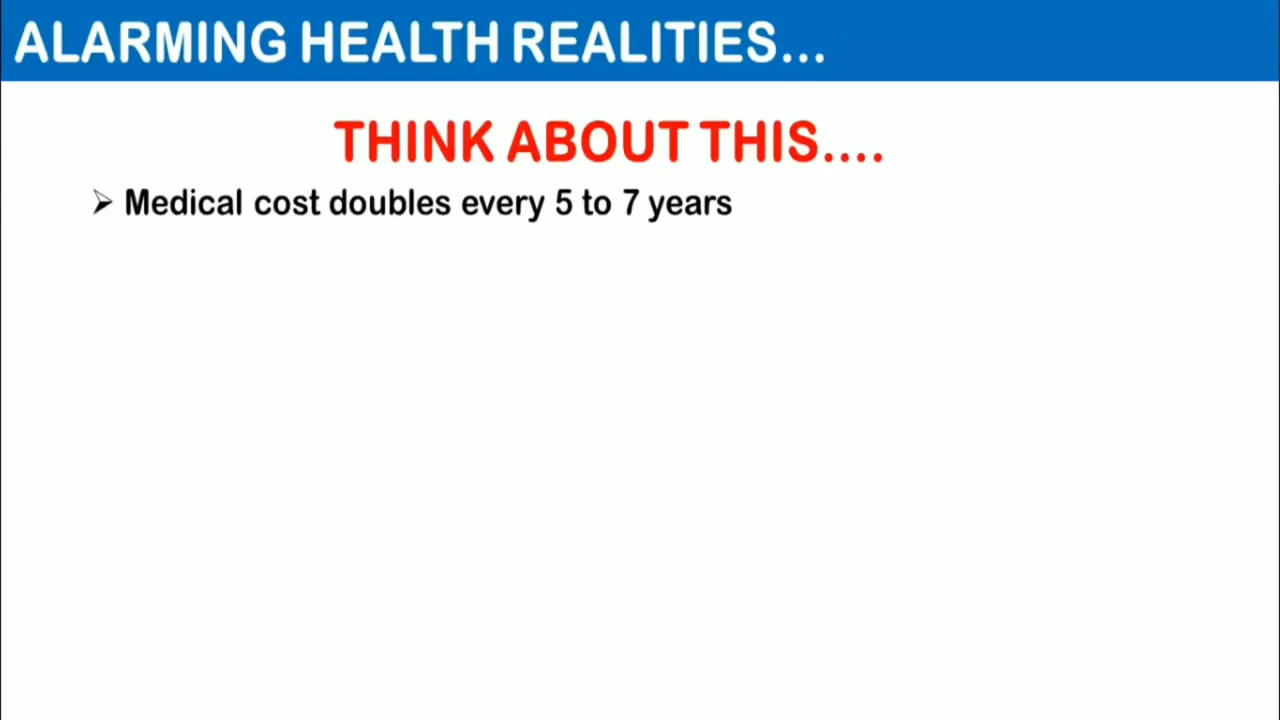 ALARMING HEALTH REALITIES...
THINK ABOUT THIS....
➢ Medical cost doubles every 5 to 7 years